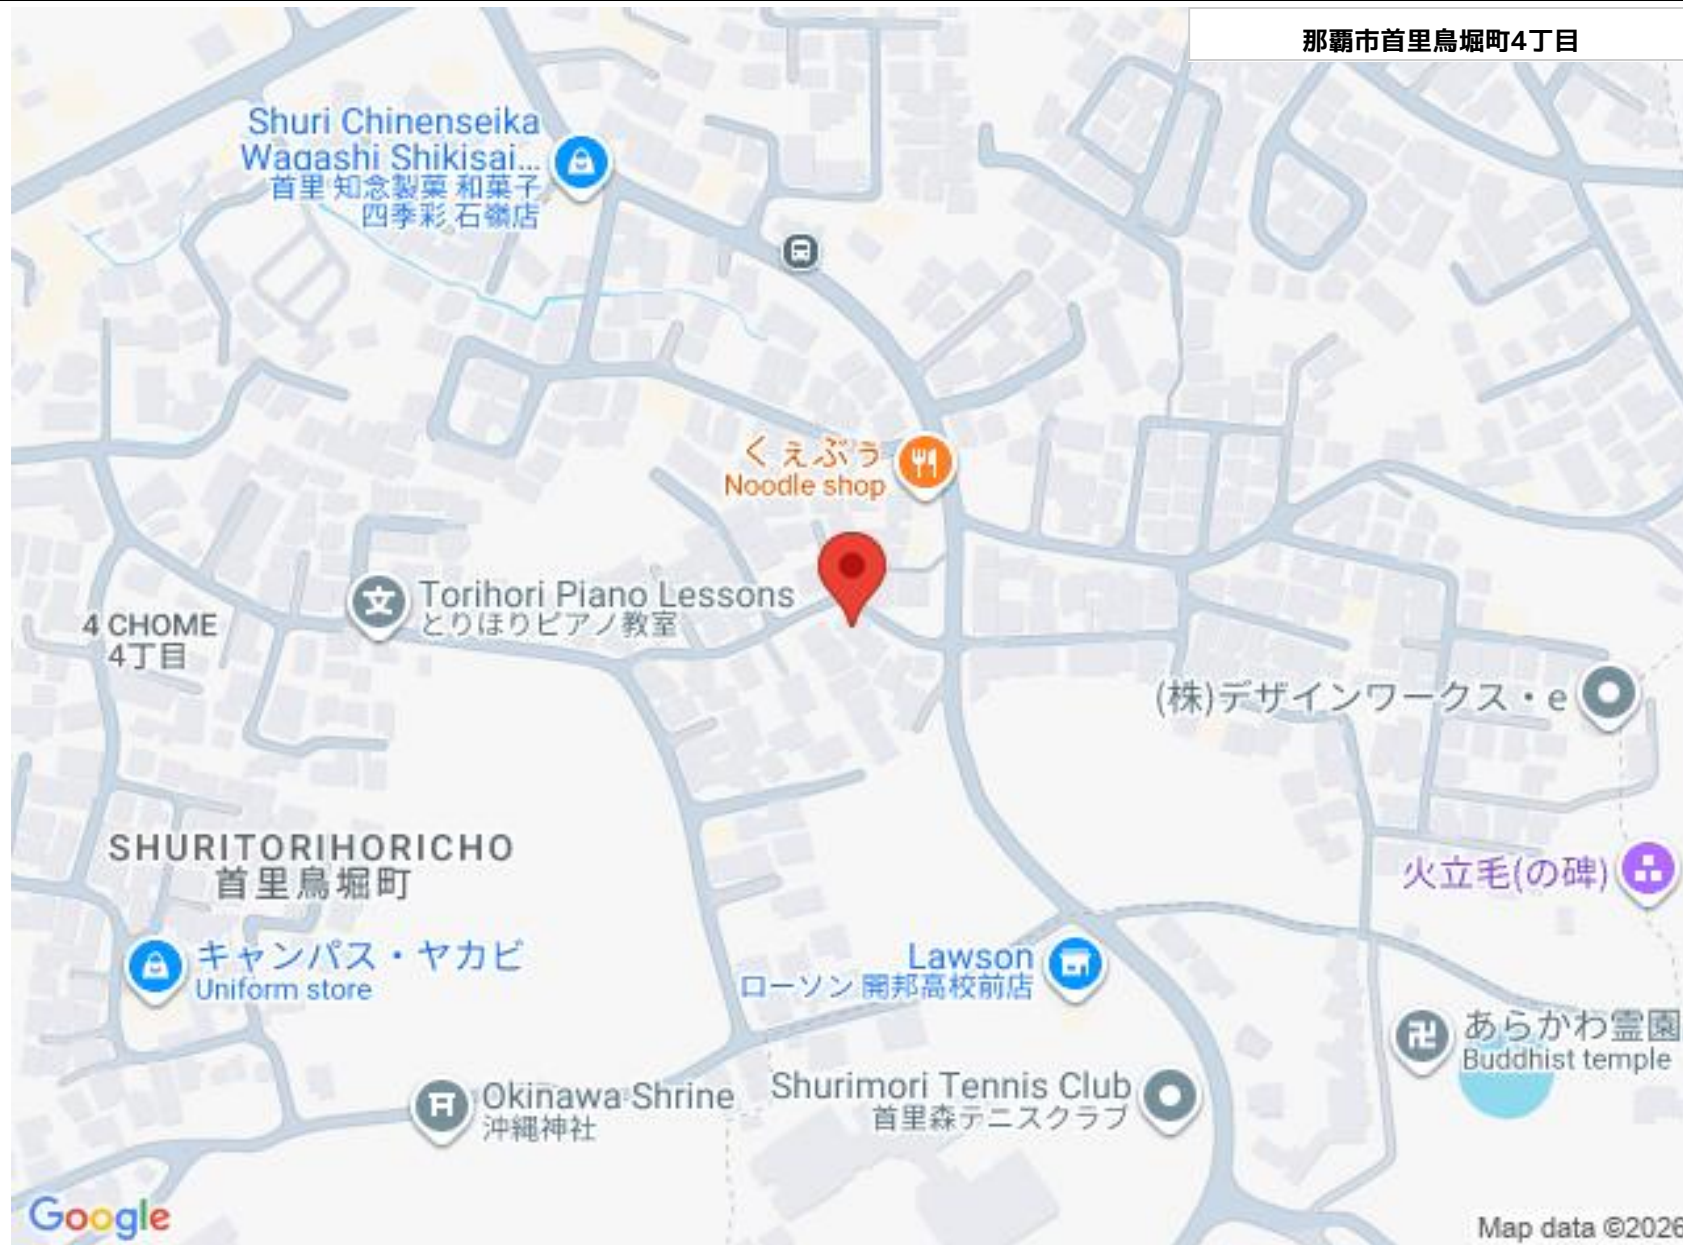 那覇市首里鳥堀町4丁目
Shuri Chinenseika
Wagashi Shikisai...
首里 知念製菓 和菓子
四季彩 石嶺店
くぇぶぅ
Noodle shop
Torihori Piano Lessons
とりほりピアノ教室
4 CHOME
4丁目
(株)デザインワークス・e
SHURITORIHORICHO
首里鳥堀町
火立毛(の碑)
キャンパス・ヤカビ
Uniform store
Lawson
ローソン 開邦高校前店
あらかわ霊園
Buddhist temple
Shurimori Tennis Club
首里森テニスクラブ
Okinawa Shrine
沖縄神社
Google
Map data ©2026